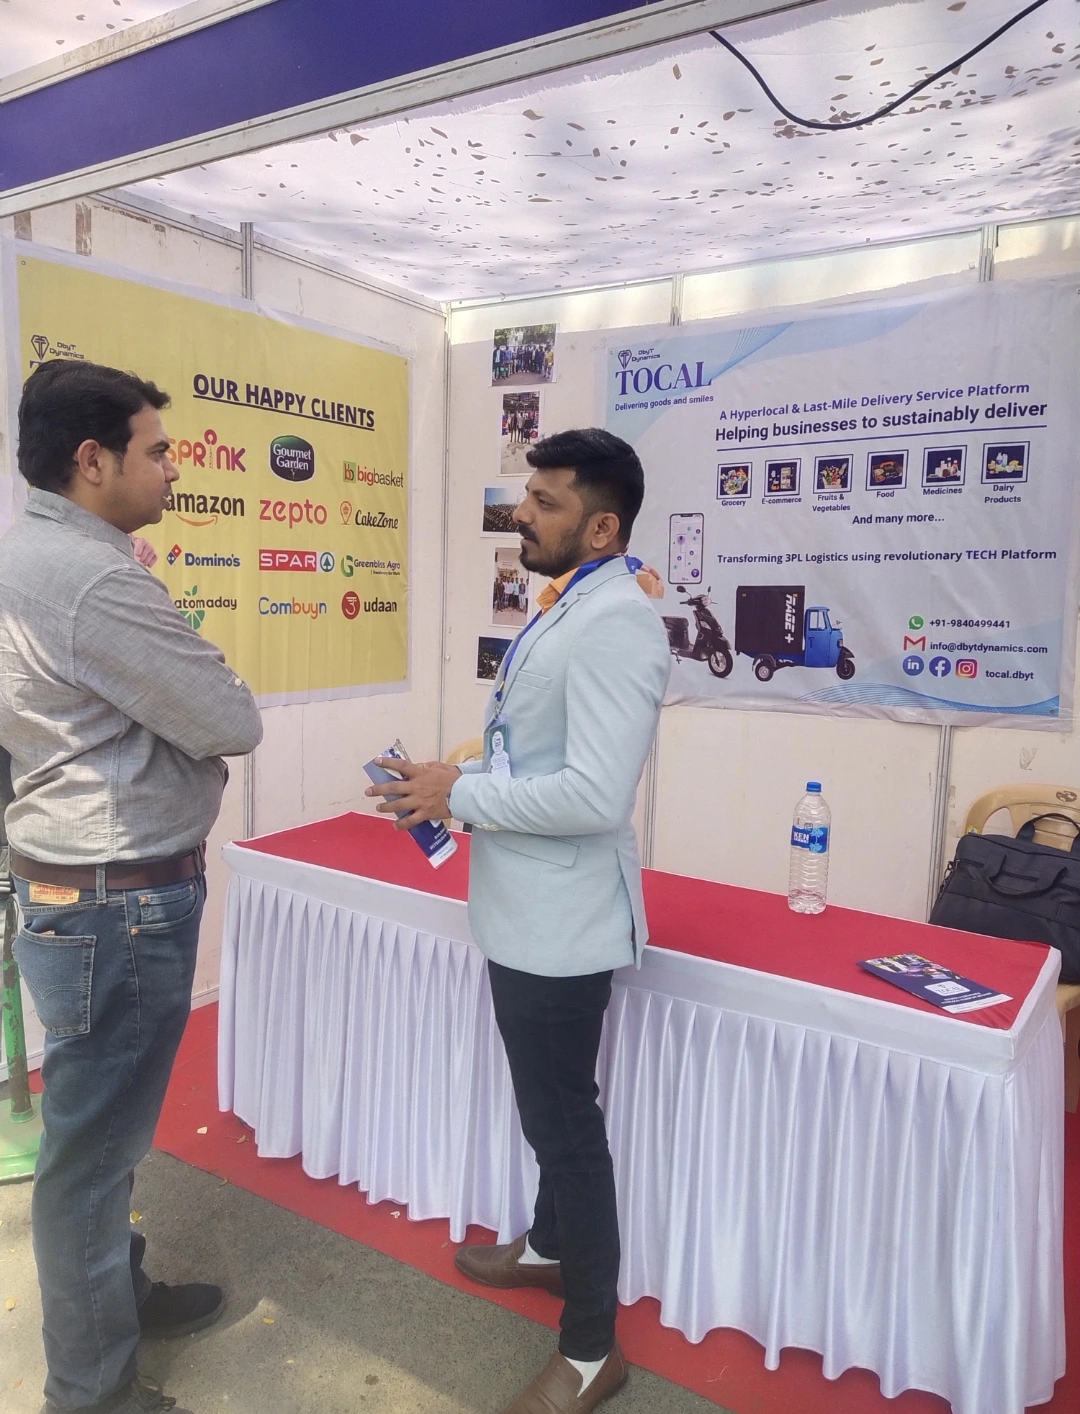 DbyT
Dynamics
OUR HAPPY CLIENTS
SPRINK
Gourmet
Garden
bb bigbasket
amazon
zepto
CakeZone
Domino's
SPAR
Greenbliss Agro
atomaday
Combuyn
udaan
DbyT
Dynamics
TOCAL
Delivering goods and smiles
A Hyperlocal & Last-Mile Delivery Service Platform
Helping businesses to sustainably deliver
Grocery
E-commerce
Fruits &
Vegetables
Food
Medicines
Dairy
Products
And many more...
Transforming 3PL Logistics using revolutionary TECH Platform
RAGE+
+91-9840499441
info@dbytdynamics.com
in
tocal.dbyt